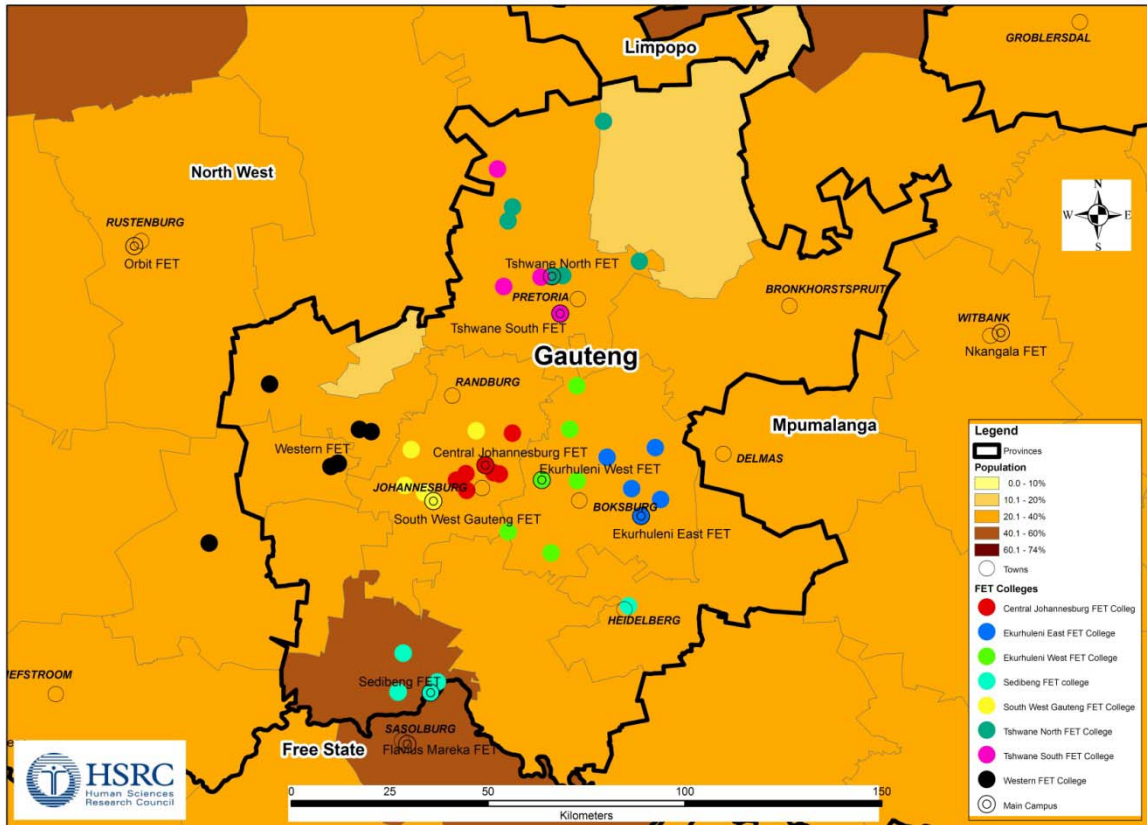 GROBLERSDAL
Limpopo
North West
N
W E
S
RUSTENBURG
Orbit FET
Tshwane North FET
PRETORIA
BRONKHORSTSPRUIT
WITBANK
Nkangala FET
Tshwane South FET
Gauteng
RANDBURG
Mpumalanga
Western FET
Central Johannesburg FET
Ekurhuleni West FET
DELMAS
JOHANNESBURG
BOKSBURG
South West Gauteng FET
Ekurhuleni East FET
HEIDELBERG
EFSTROOM
Sedibeng FET
SASOLBURG
Free State
Flavius Mareka FET
Legend
Provinces
Population
0.0 - 10%
10.1 - 20%
20.1 - 40%
40.1 - 60%
60.1 - 74%
Towns
FET Colleges
Central Johannesburg FET Colleg
Ekurhuleni East FET College
Ekurhuleni West FET College
Sedibeng FET college
South West Gauteng FET College
Tshwane North FET College
Tshwane South FET College
Western FET College
Main Campus
HSRC
Human Sciences
Research Council
0 25 50 100 150
Kilometers